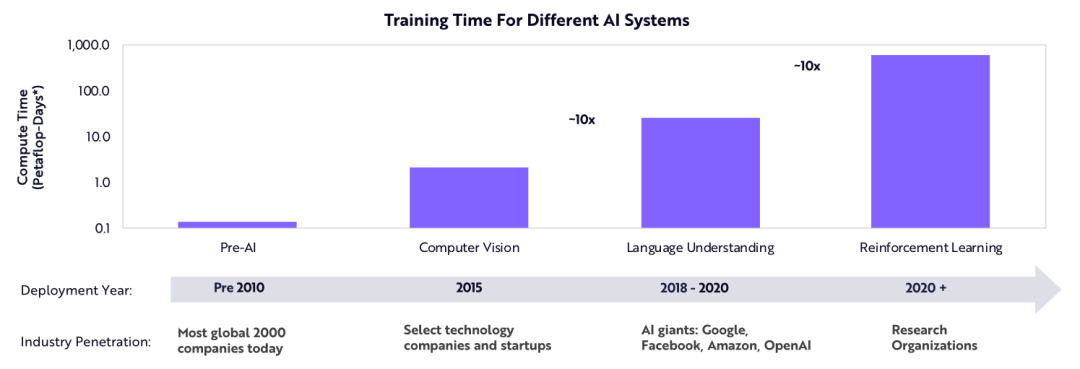 Training Time For Different AI Systems
Compute Time
(Petaflop-Days*)
1,000.0
100.0
10.0
1.0
0.1
~10x
~10x
Pre-AI
Computer Vision
Language Understanding
Reinforcement Learning
Deployment Year:
Pre 2010
2015
2018 - 2020
2020 +
Industry Penetration:
Most global 2000
companies today
Select technology
companies and startups
AI giants: Google,
Facebook, Amazon, OpenAI
Research
Organizations